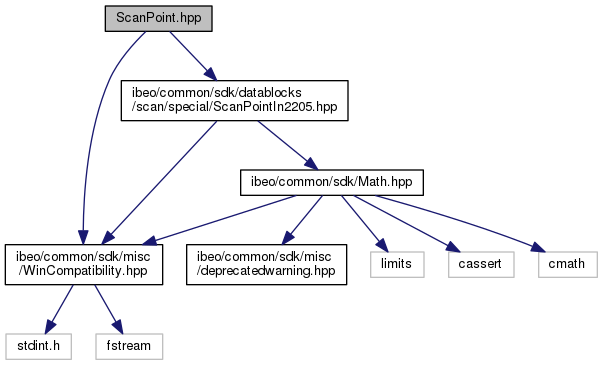 ScanPoint.hpp
ibeo/common/sdk/datablocks
/scan/special/ScanPointIn2205.hpp
ibeo/common/sdk/Math.hpp
ibeo/common/sdk/misc
/WinCompatibility.hpp
ibeo/common/sdk/misc
/deprecatedwarning.hpp
limits
cassert
cmath
stdint.h
fstream